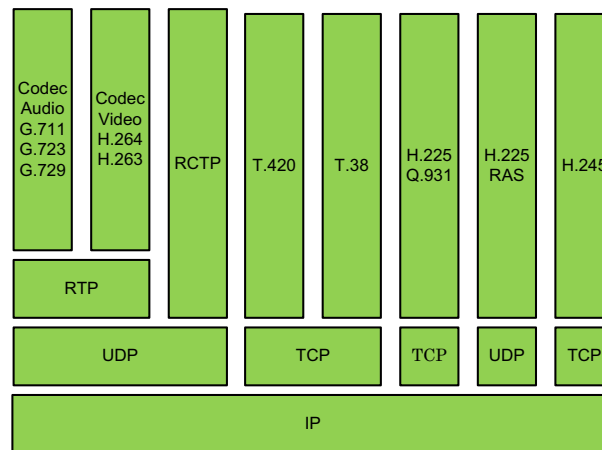 Codec
Audio
G.711
G.723
G.729
Codec
Video
H.264
H.263
RCTP
T.420
T.38
H.225
Q.931
H.225
RAS
H.245
RTP
UDP
TCP
TCP
UDP
TCP
IP